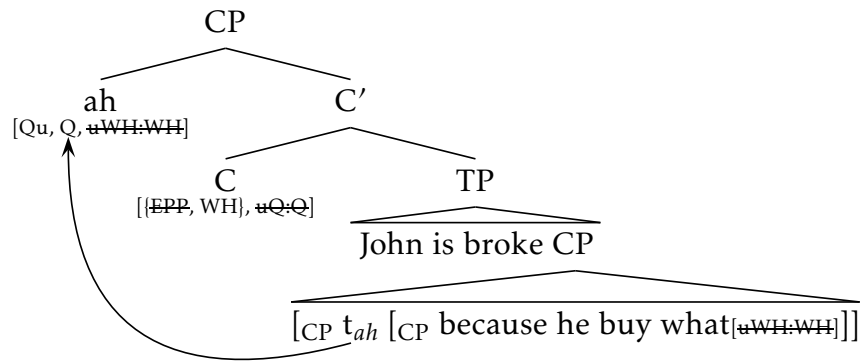 CP
ah C′
[Qu, Q, uWH:WH]
C TP
[{EPP, WH}, uQ:Q]
John is broke CP
[CP tah [CP because he buy what[uWH:WH]]]